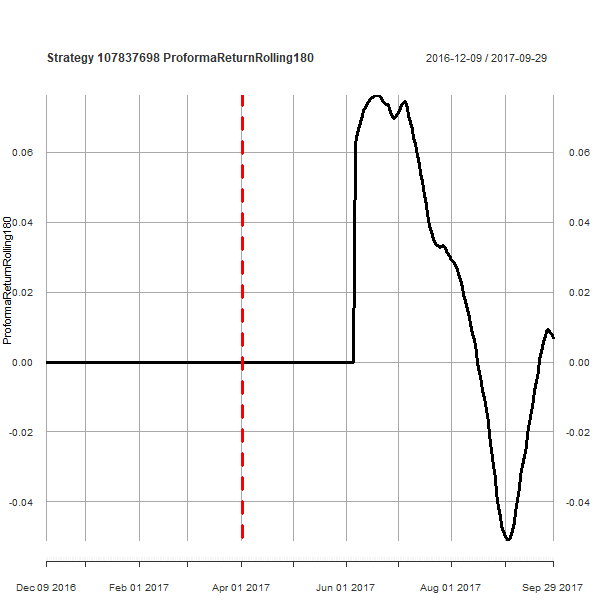 Strategy 107837698 ProformaReturnRolling180
2016-12-09 / 2017-09-29
ProformaReturnRolling180
0.06
0.04
0.02
0.00
-0.02
-0.04
0.06
0.04
0.02
0.00
-0.02
-0.04
Dec 09 2016
Feb 01 2017
Apr 01 2017
Jun 01 2017
Aug 01 2017
Sep 29 2017